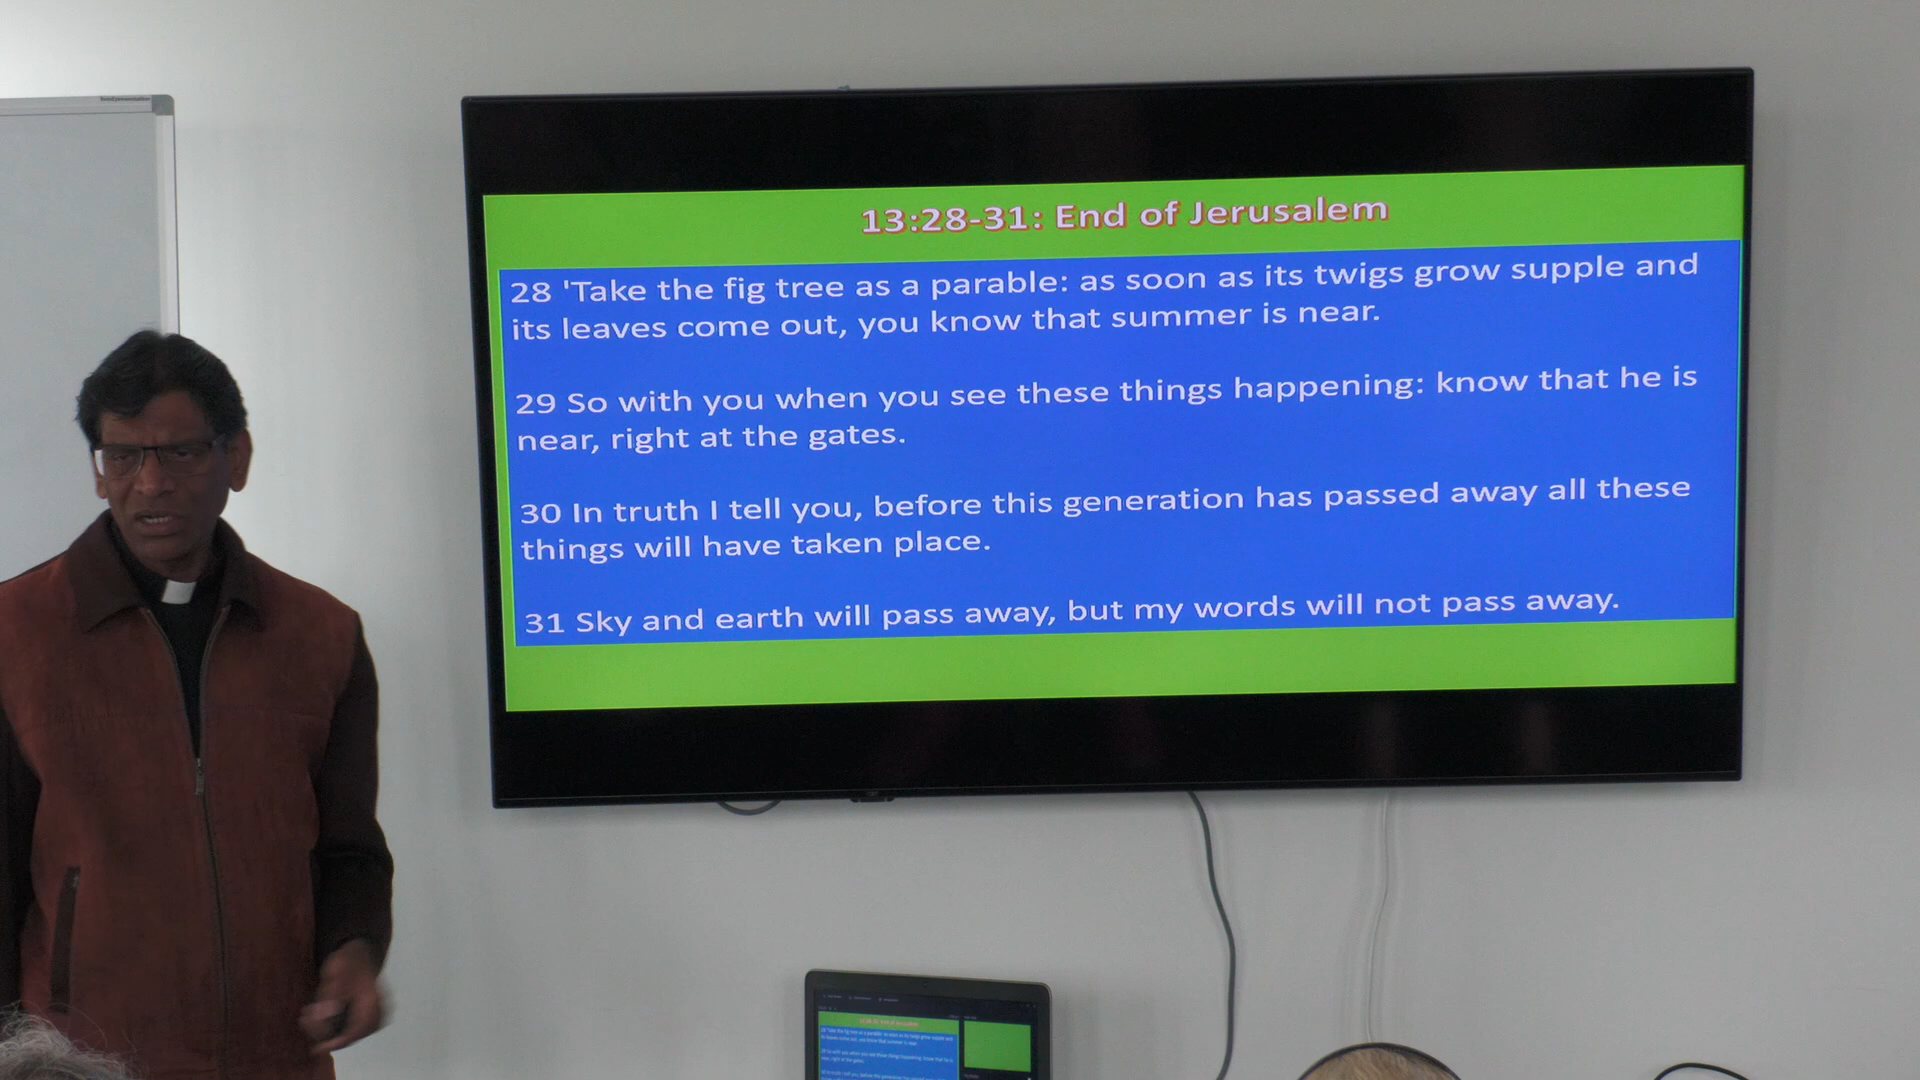 13:28-31: End of Jerusalem
28 'Take the fig tree as a parable: as soon as its twigs grow supple and
its leaves come out, you know that summer is near.
29 So with you when you see these things happening: know that he is
near, right at the gates.
30 In truth I tell you, before this generation has passed away all these
things will have taken place.
31 Sky and earth will pass away, but my words will not pass away.